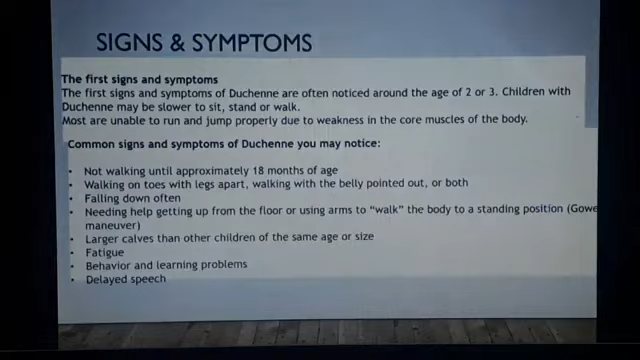 SIGNS & SYMPTOMS
The first signs and symptoms
The first signs and symptoms of Duchenne are often noticed around the age of 2 or 3. Children with
Duchenne may be slower to sit, stand or walk.
Most are unable to run and jump properly due to weakness in the core muscles of the body.
Common signs and symptoms of Duchenne you may notice:
• Not walking until approximately 18 months of age
• Walking on toes with legs apart, walking with the belly pointed out, or both
• Falling down often
• Needing help getting up from the floor or using arms to “walk” the body to a standing position (Gowe
maneuver)
• Larger calves than other children of the same age or size
• Fatigue
• Behavior and learning problems
• Delayed speech